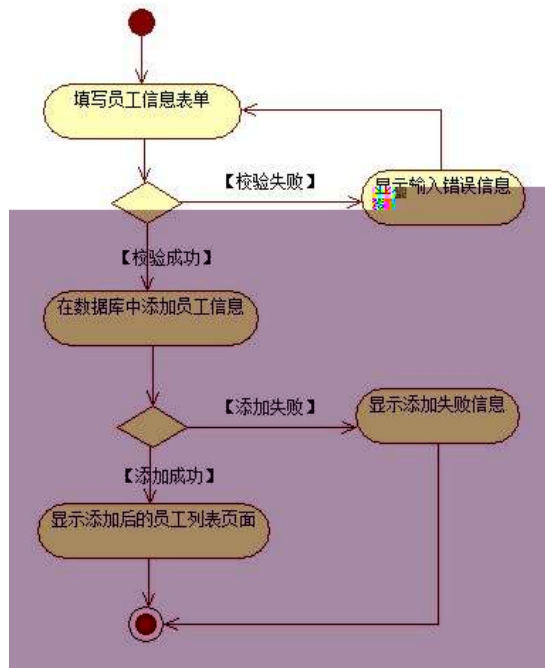 填写员工信息表单
【校验失败】
显示输入错误信息
【校验成功】
在数据库中添加员工信息
【添加失败】
显示添加失败信息
【添加成功】
显示添加后的员工列表页面